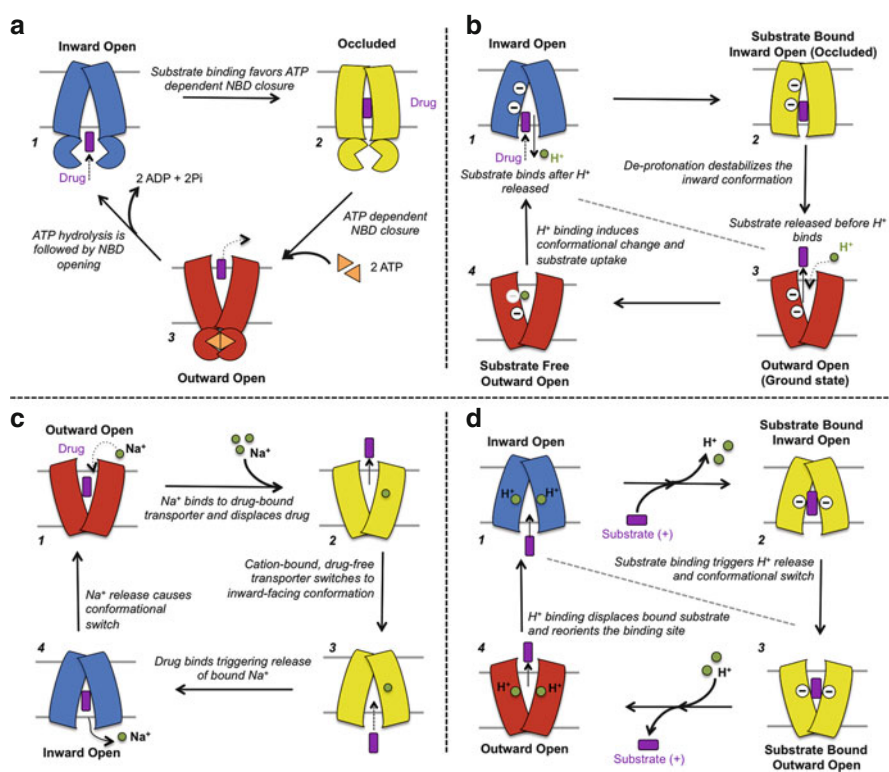 a
Inward Open
Occluded
Substrate binding favors ATP
dependent NBD closure
Drug
1
2
Drug
2 ADP + 2Pi
ATP dependent
NBD closure
ATP hydrolysis is
followed by NBD
opening
2 ATP
3
Outward Open
b
Inward Open
Substrate Bound
Inward Open (Occluded)
1
Drug
H⁺
2
Substrate binds after H⁺
released
De-protonation destabilizes the
inward conformation
Substrate released before H⁺
binds
H⁺ binding induces
conformational change and
substrate uptake
H⁺
4
3
Substrate Free
Outward Open
Outward Open
(Ground state)
c
Outward Open
Drug
Na⁺
Na⁺
Na⁺ binds to drug-bound
transporter and displaces drug
1
2
Cation-bound, drug-free
transporter switches to
inward-facing conformation
Na⁺ release causes
conformational
switch
4
3
Drug binds triggering release
of bound Na⁺
Na⁺
Inward Open
d
Inward Open
H⁺
Substrate Bound
Inward Open
H⁺
H⁺
1
Substrate (+)
2
Substrate binding triggers H⁺ release
and conformational switch
H⁺ binding displaces bound substrate
and reorients the binding site
4
3
H⁺
H⁺
H⁺
Substrate (+)
Outward Open
Substrate Bound
Outward Open